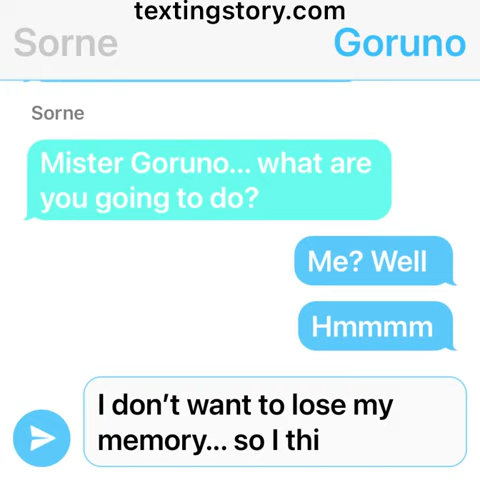 textingstory.com
Sorne Goruno
Sorne
Mister Goruno... what are
you going to do?
Me? Well
Hmmmm
I don’t want to lose my
memory... so I thi